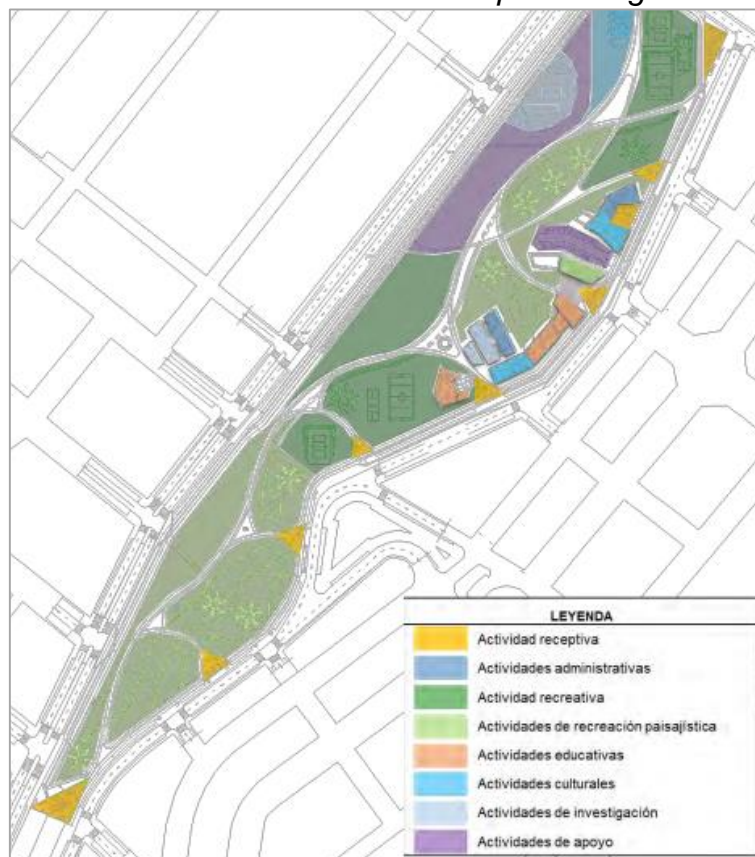 LEYENDA
Actividad receptiva
Actividades administrativas
Actividad recreativa
Actividades de recreación paisajística
Actividades educativas
Actividades culturales
Actividades de investigación
Actividades de apoyo